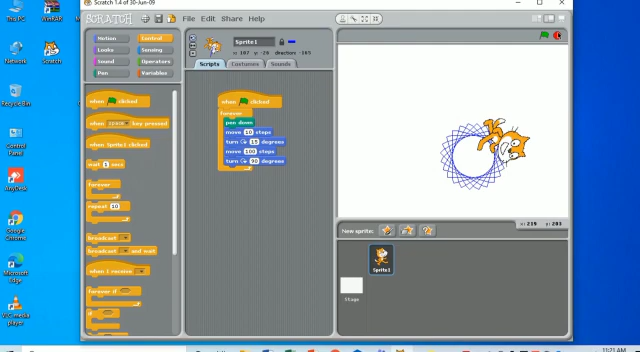 This PC
WinRAR
Scratch 1.4 of 30-Jun-09
SCRATCH
File Edit Share Help
Network
Scratch
Recycle Bin
Control Panel
AnyDesk
Google Chrome
Microsoft Edge
VLC media player
Motion
Control
Looks
Sensing
Sound
Operators
Pen
Variables
when clicked
when space key pressed
when Sprite1 clicked
wait 1 secs
forever
repeat 10
broadcast
broadcast and wait
when I receive
forever if
if
Sprite1
x: 107 y: -28 direction: -165
Scripts Costumes Sounds
when clicked
forever
pen down
move 10 steps
turn 15 degrees
move 100 steps
turn 90 degrees
x: 219 y: 203
New sprite:
Sprite1
Stage
11:21 AM